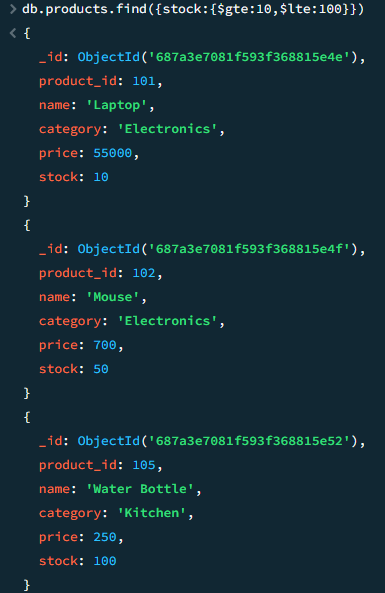 > db.products.find({stock:{$gte:10,$lte:100}})
< {
_id: ObjectId('687a3e7081f593f368815e4e'),
product_id: 101,
name: 'Laptop',
category: 'Electronics',
price: 55000,
stock: 10
}
{
_id: ObjectId('687a3e7081f593f368815e4f'),
product_id: 102,
name: 'Mouse',
category: 'Electronics',
price: 700,
stock: 50
}
{
_id: ObjectId('687a3e7081f593f368815e52'),
product_id: 105,
name: 'Water Bottle',
category: 'Kitchen',
price: 250,
stock: 100
}